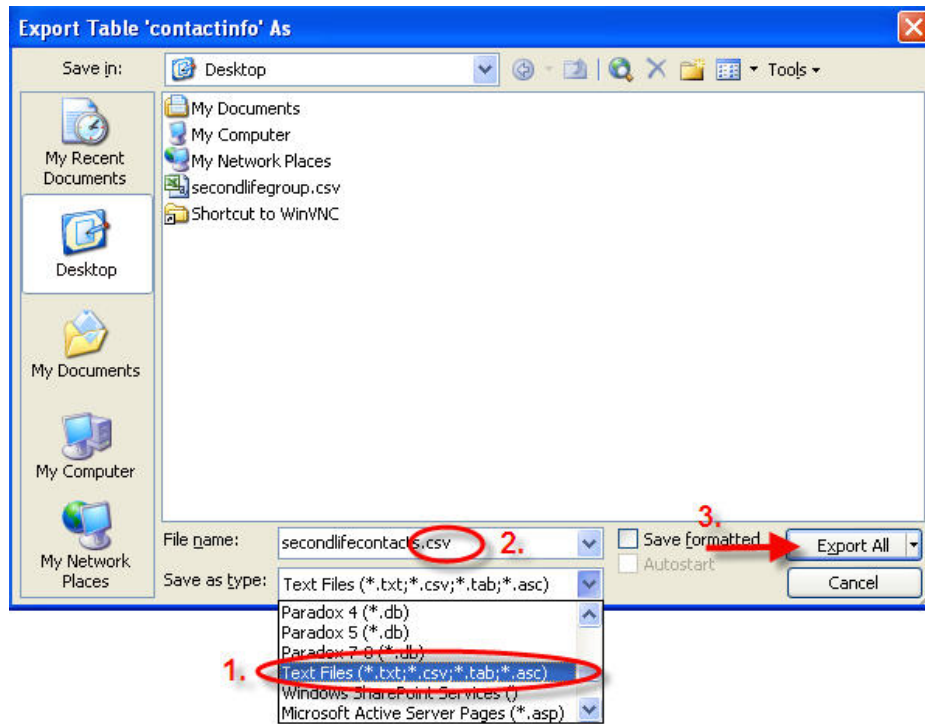 Export Table 'contactinfo' As
Save in:
Desktop
Tools
My Recent
Documents
Desktop
My Documents
My Computer
My Network
Places
My Documents
My Computer
My Network Places
secondlifegroup.csv
Shortcut to WinVNC
File name:
secondlifecontacts.csv
2.
Save formatted
3.
Export All
Save as type:
Text Files (*.txt;*.csv;*.tab;*.asc)
Autostart
Cancel
Paradox 4 (*.db)
Paradox 5 (*.db)
Paradox 7-8 (*.db)
1.
Text Files (*.txt;*.csv;*.tab;*.asc)
Windows SharePoint Services ()
Microsoft Active Server Pages (*.asp)